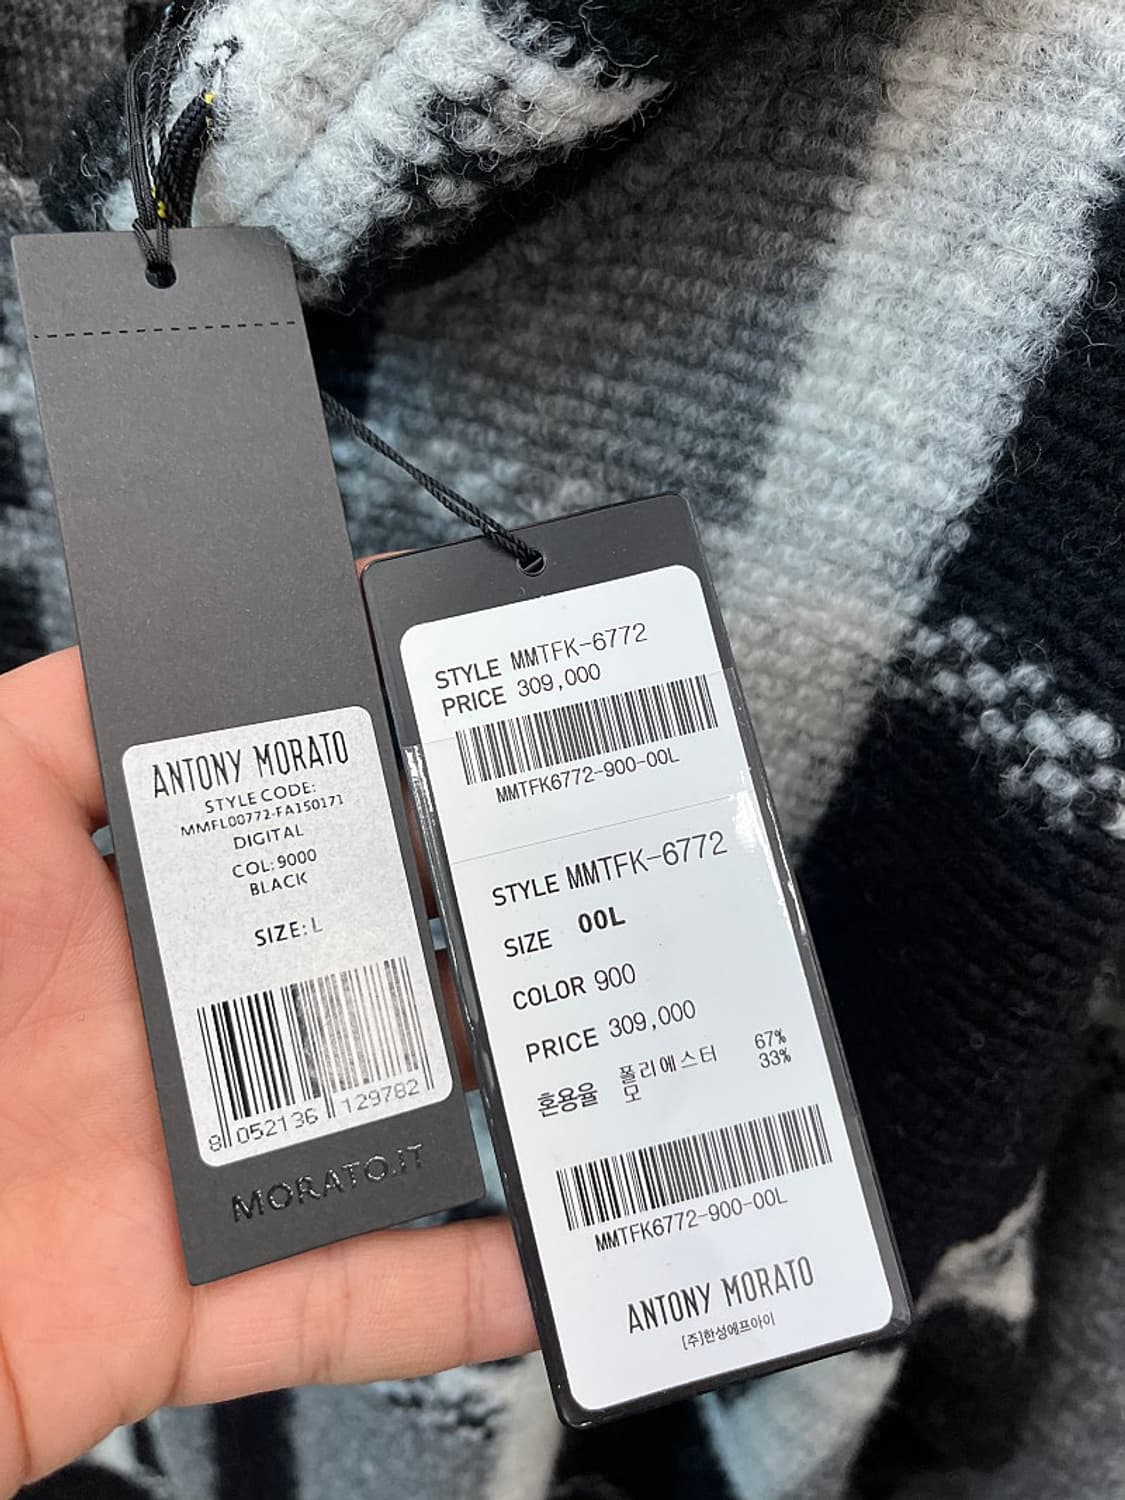 ANTONY MORATO
STYLE CODE:
MMFL00772-FA150171
DIGITAL
COL: 9000
BLACK
SIZE: L
8 052136 129782
MORATO.IT
STYLE MMTFK-6772
PRICE 309,000
MMTFK6772-900-00L
STYLE MMTFK-6772
SIZE 00L
COLOR 900
PRICE 309,000
혼용율 폴리에스터 67%
모 33%
MMTFK6772-900-00L
ANTONY MORATO
[주]한성에프아이